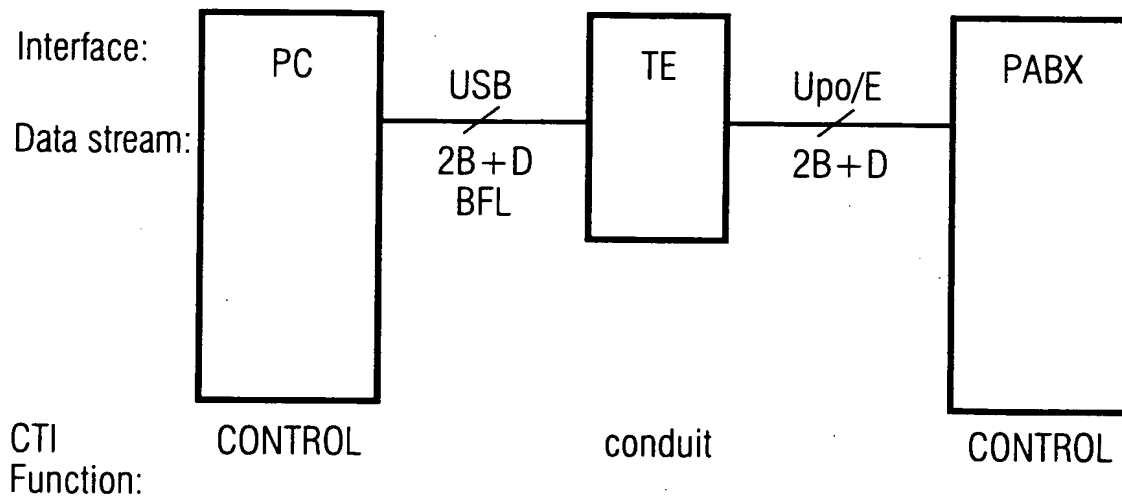 Interface:
PC
TE
PABX
USB
Upo/E
Data stream:
2B+D
BFL
2B+D
CTI
Function:
CONTROL
conduit
CONTROL